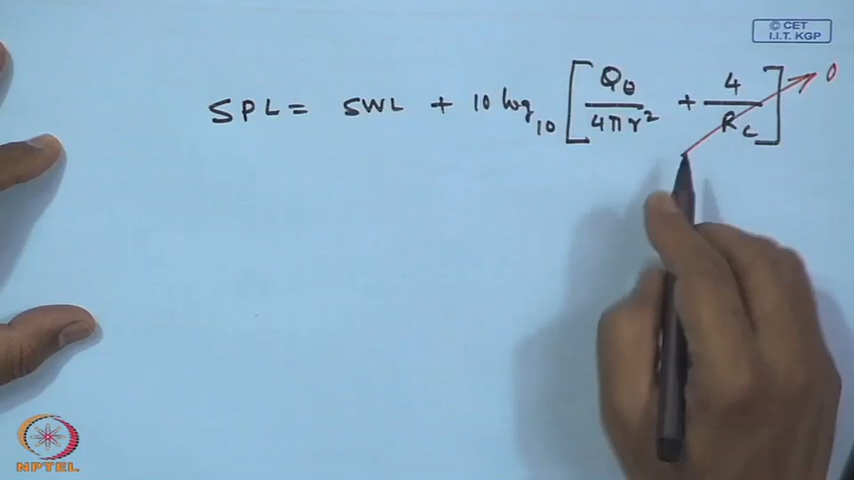 © CET
I.I.T. KGP
SPL = SWL + 10 log10 [ Qθ / 4πr² + 4 / Rc ] → 0
NPTEL